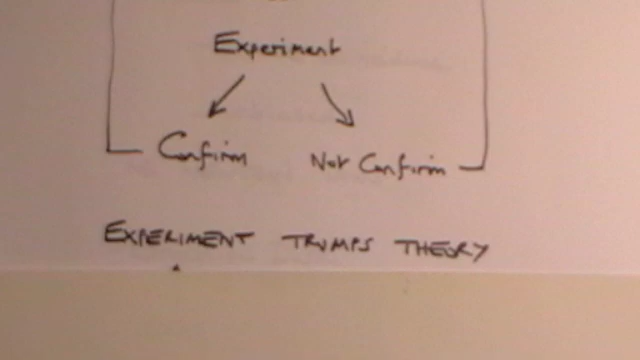 Experiment
Confirm Not Confirm
EXPERIMENT TRUMPS THEORY